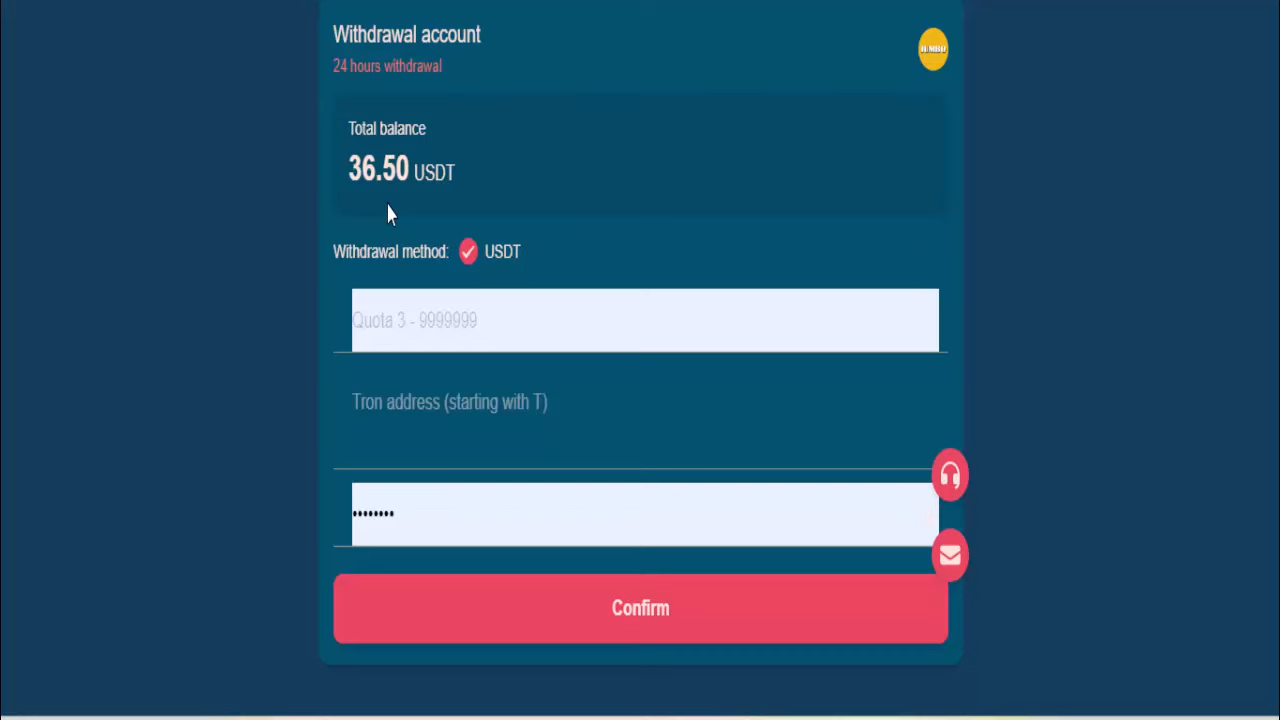 Withdrawal account
24 hours withdrawal
Total balance
36.50 USDT
Withdrawal method: USDT
Quota 3 - 9999999
Tron address (starting with T)
••••••••
Confirm